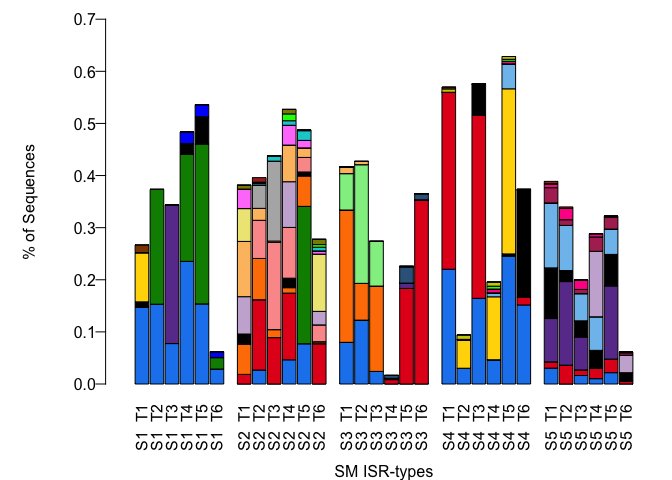 0.7
0.6
0.5
0.4
0.3
0.2
0.1
0.0
% of Sequences
S1 T1
S1 T2
S1 T3
S1 T4
S1 T5
S1 T6
S2 T1
S2 T2
S2 T3
S2 T4
S2 T5
S2 T6
S3 T1
S3 T2
S3 T3
S3 T4
S3 T5
S3 T6
S4 T1
S4 T2
S4 T3
S4 T4
S4 T5
S4 T6
S5 T1
S5 T2
S5 T3
S5 T4
S5 T5
S5 T6
SM ISR-types